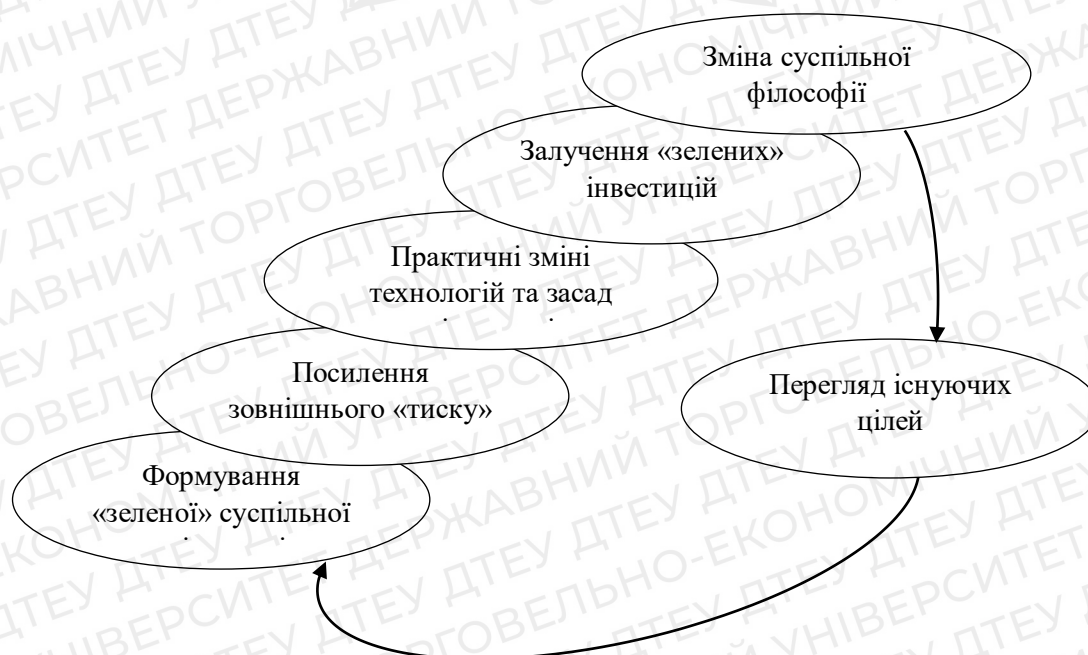 Зміна суспільної
філософії
Залучення «зелених»
інвестицій
Практичні зміні
технологій та засад
Посилення
зовнішнього «тиску»
Перегляд існуючих
цілей
Формування
«зеленої» суспільної